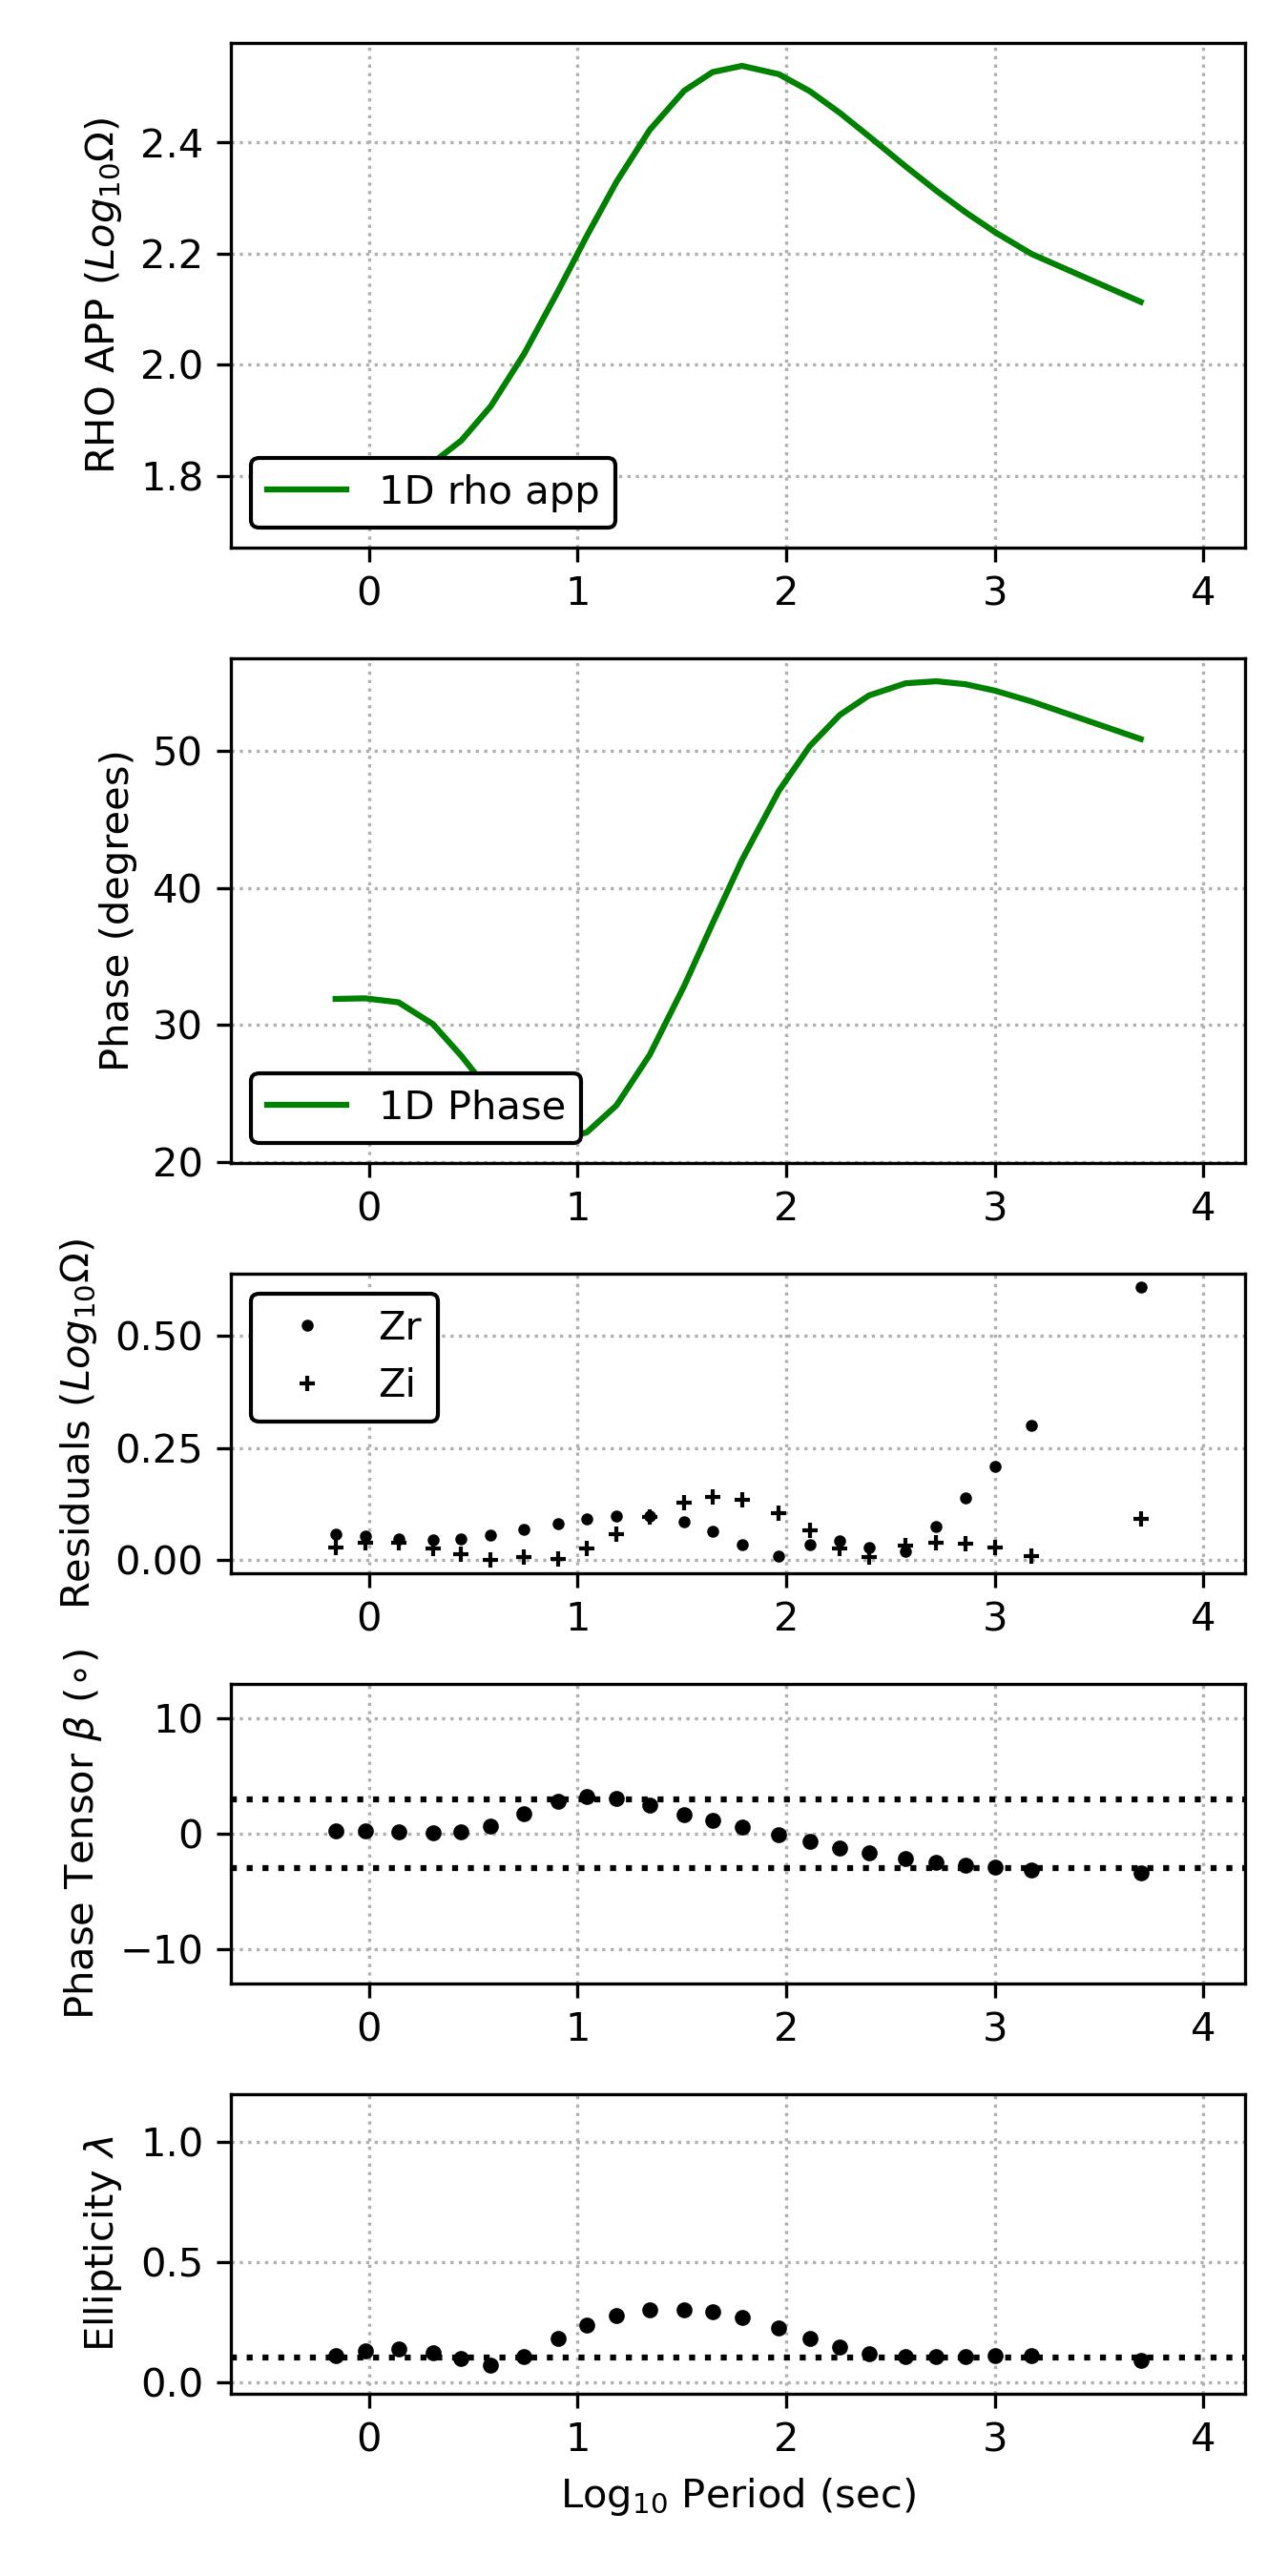 RHO APP (Log₁₀Ω)
2.4
2.2
2.0
1.8
1D rho app
0 1 2 3 4
Phase (degrees)
50
40
30
20
1D Phase
0 1 2 3 4
Residuals (Log₁₀Ω)
0.50
0.25
0.00
Zr
Zi
0 1 2 3 4
Phase Tensor β (∘)
10
0
−10
0 1 2 3 4
Ellipticity λ
1.0
0.5
0.0
0 1 2 3 4
Log₁₀ Period (sec)